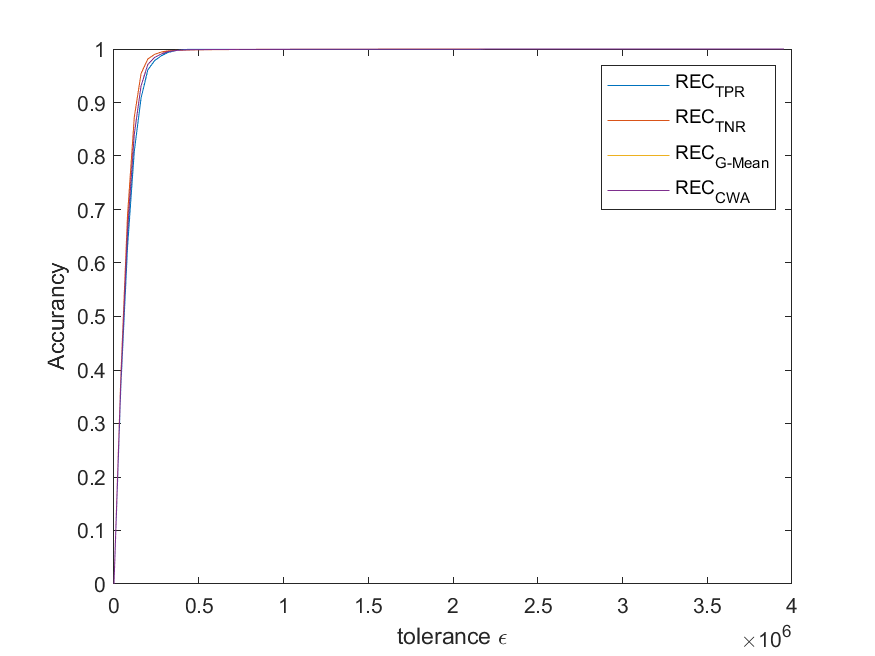 1
0.9
0.8
0.7
0.6
0.5
0.4
0.3
0.2
0.1
0
Accurancy
REC_TPR
REC_TNR
REC_G-Mean
REC_CWA
0 0.5 1 1.5 2 2.5 3 3.5 4
tolerance ϵ
×10^6